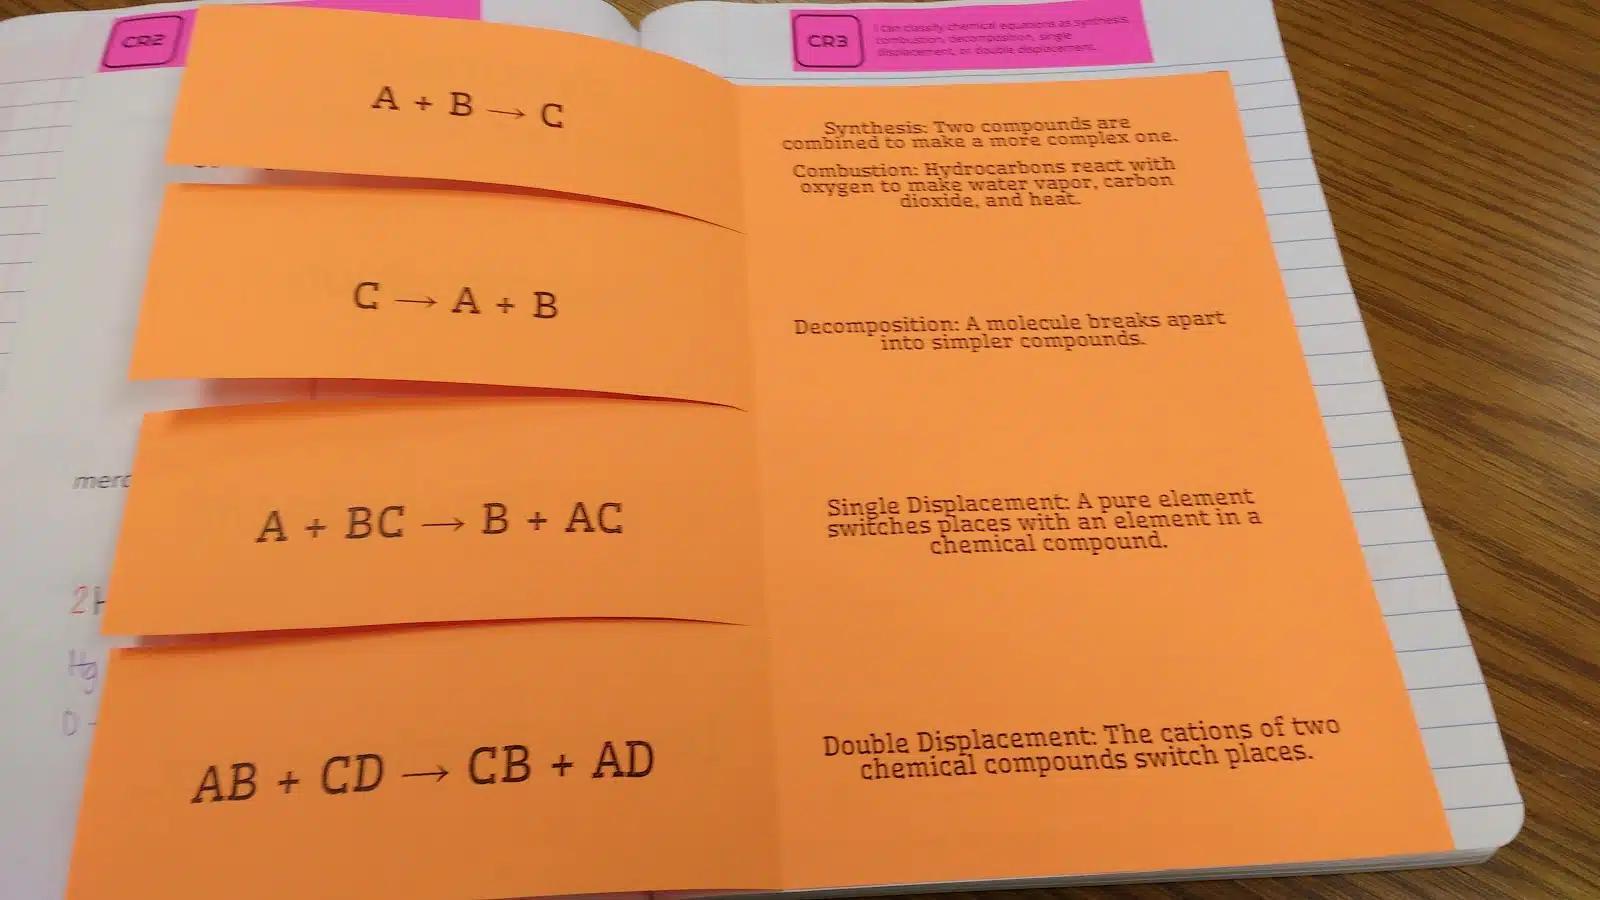 CR2
CR3
I can classify chemical equations as synthesis,
combustion, decomposition, single
displacement, or double displacement.
A + B → C
Synthesis: Two compounds are
combined to make a more complex one.
Combustion: Hydrocarbons react with
oxygen to make water vapor, carbon
dioxide, and heat.
C → A + B
Decomposition: A molecule breaks apart
into simpler compounds.
merc
A + BC → B + AC
Single Displacement: A pure element
switches places with an element in a
chemical compound.
2H
Hg
O -
AB + CD → CB + AD
Double Displacement: The cations of two
chemical compounds switch places.